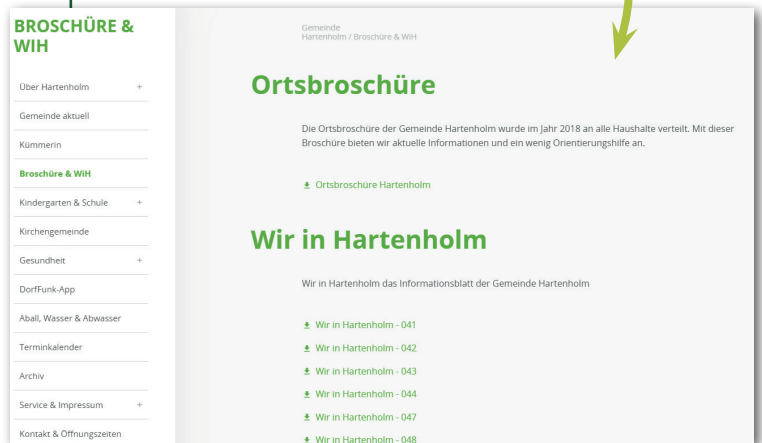 BROSCHÜRE &
WIH
Über Hartenholm +
Gemeinde aktuell
Kümmerin
Broschüre & WiH
Kindergarten & Schule +
Kirchengemeinde
Gesundheit +
DorfFunk-App
Aball, Wasser & Abwasser
Terminkalender
Archiv
Service & Impressum +
Kontakt & Öffnungszeiten
Gemeinde
Hartenholm / Broschüre & WiH
Ortsbroschüre
Die Ortsbroschüre der Gemeinde Hartenholm wurde im Jahr 2018 an alle Haushalte verteilt. Mit dieser
Broschüre bieten wir aktuelle Informationen und ein wenig Orientierungshilfe an.
Ortsbroschüre Hartenholm
Wir in Hartenholm
Wir in Hartenholm das Informationsblatt der Gemeinde Hartenholm
Wir in Hartenholm - 041
Wir in Hartenholm - 042
Wir in Hartenholm - 043
Wir in Hartenholm - 044
Wir in Hartenholm - 047
Wir in Hartenholm - 048